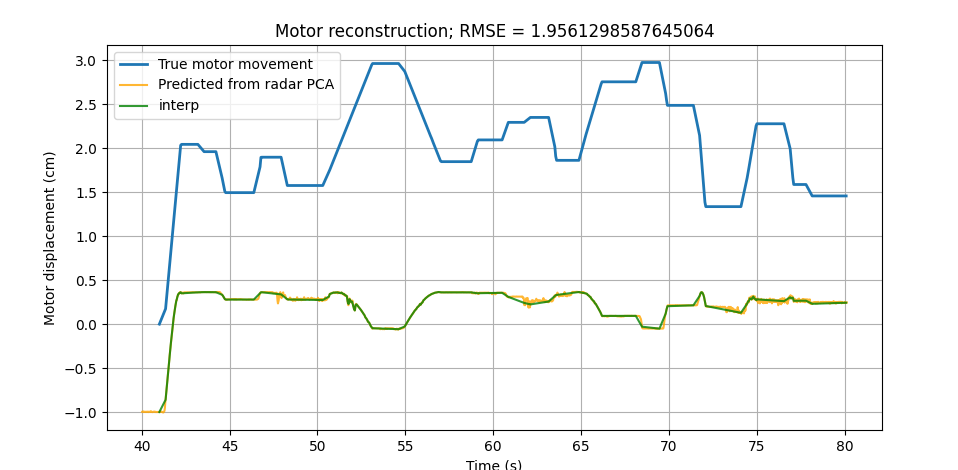 Motor reconstruction; RMSE = 1.9561298587645064
True motor movement
Predicted from radar PCA
interp
Motor displacement (cm)
3.0
2.5
2.0
1.5
1.0
0.5
0.0
−0.5
−1.0
40 45 50 55 60 65 70 75 80
Time (s)